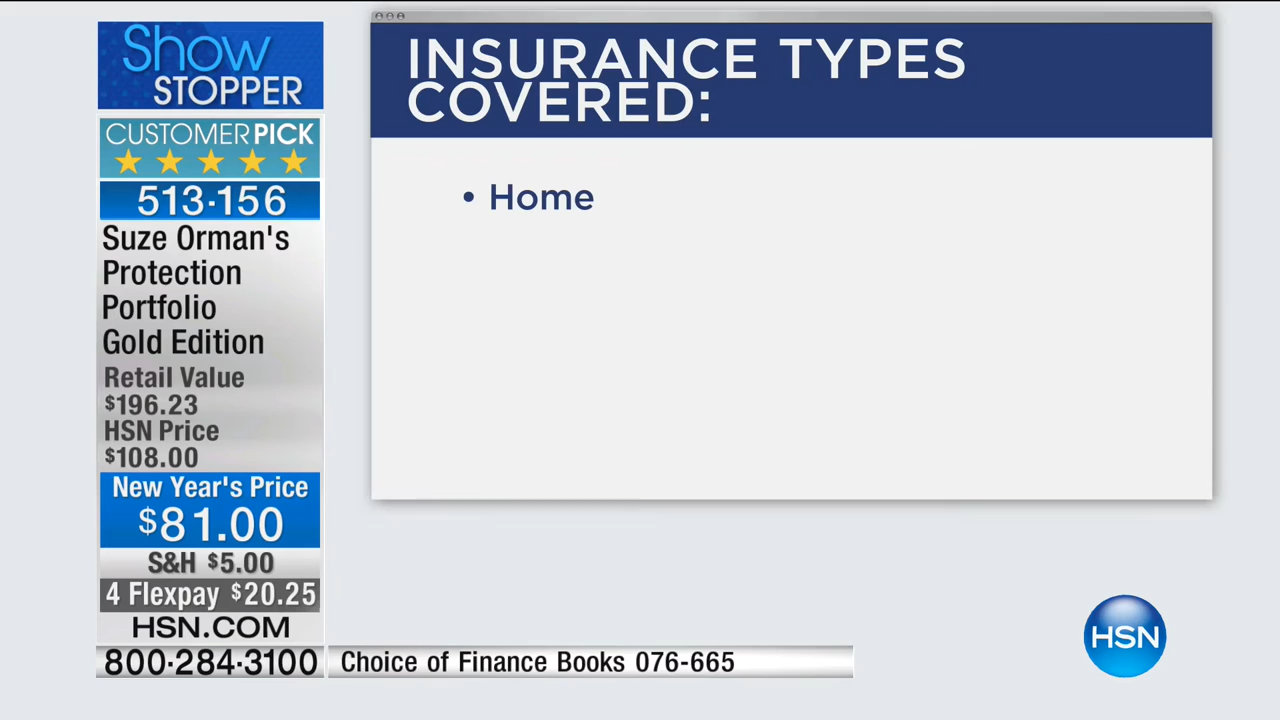 Show
STOPPER
CUSTOMER PICK
513-156
Suze Orman's
Protection
Portfolio
Gold Edition
Retail Value
$196.23
HSN Price
$108.00
New Year's Price
$81.00
S&H $5.00
4 Flexpay $20.25
HSN.COM
800-284-3100
INSURANCE TYPES
COVERED:
• Home
Choice of Finance Books 076-665
HSN